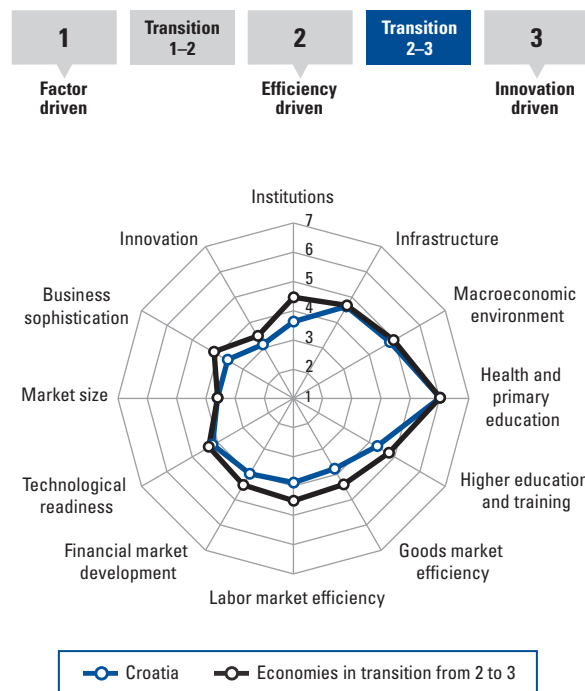 1
Transition
1–2
2
Transition
2–3
3
Factor
driven
Efficiency
driven
Innovation
driven
Institutions
7
6
5
4
3
2
1
Infrastructure
Macroeconomic
environment
Health and
primary
education
Higher education
and training
Goods market
efficiency
Labor market efficiency
Financial market
development
Technological
readiness
Market size
Business
sophistication
Innovation
Croatia
Economies in transition from 2 to 3